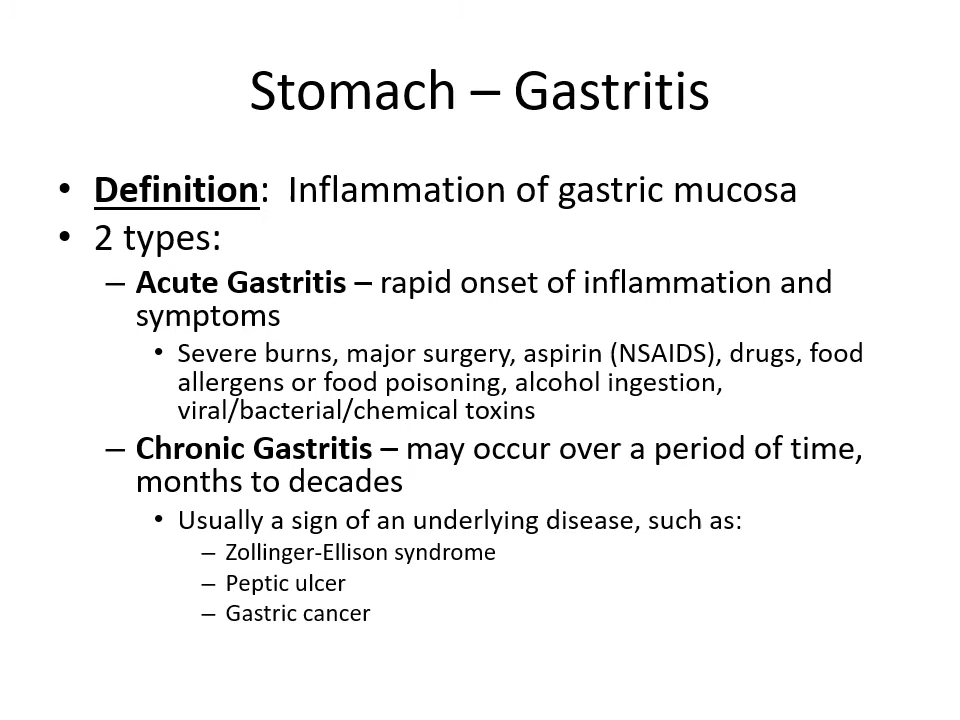 Stomach – Gastritis
• Definition:  Inflammation of gastric mucosa
• 2 types:
– Acute Gastritis – rapid onset of inflammation and
symptoms
• Severe burns, major surgery, aspirin (NSAIDS), drugs, food
allergens or food poisoning, alcohol ingestion,
viral/bacterial/chemical toxins
– Chronic Gastritis – may occur over a period of time,
months to decades
• Usually a sign of an underlying disease, such as:
– Zollinger-Ellison syndrome
– Peptic ulcer
– Gastric cancer